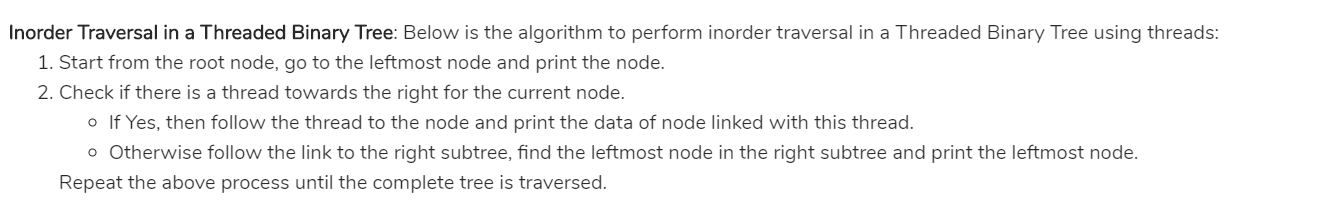 Inorder Traversal in a Threaded Binary Tree: Below is the algorithm to perform inorder traversal in a Threaded Binary Tree using threads:
1. Start from the root node, go to the leftmost node and print the node.
2. Check if there is a thread towards the right for the current node.
○ If Yes, then follow the thread to the node and print the data of node linked with this thread.
○ Otherwise follow the link to the right subtree, find the leftmost node in the right subtree and print the leftmost node.
Repeat the above process until the complete tree is traversed.